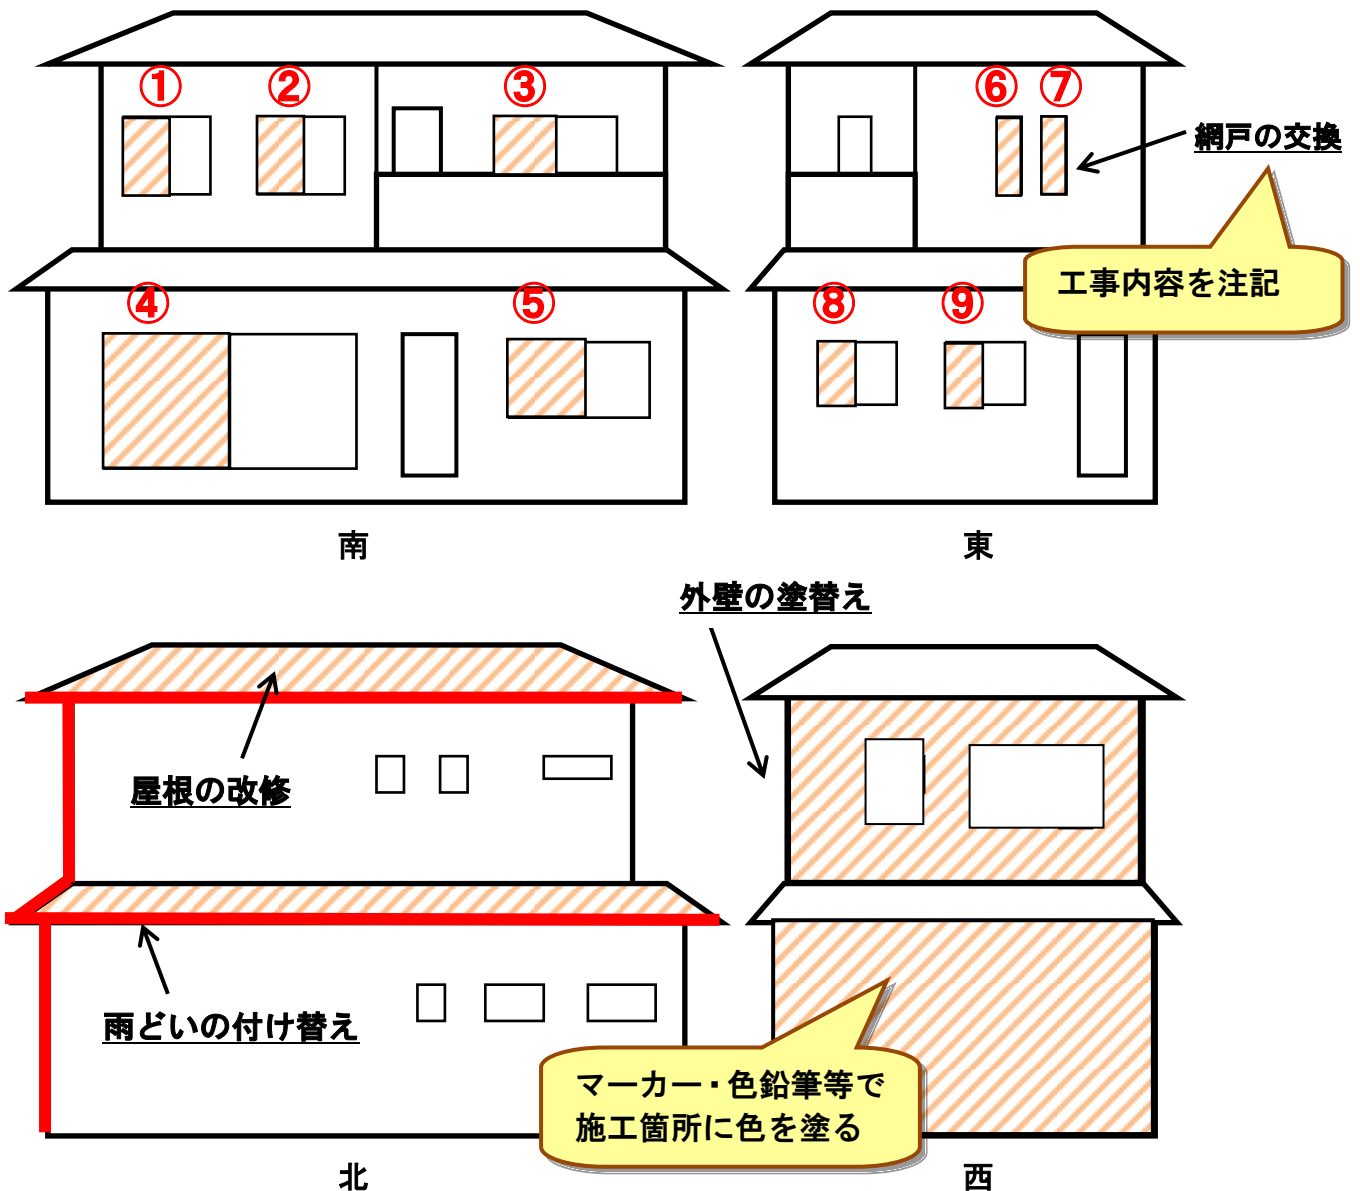 ① ② ③ ⑥ ⑦
網戸の交換
工事内容を注記
④ ⑤ ⑧ ⑨
南 東
外壁の塗替え
屋根の改修
雨どいの付け替え
マーカー・色鉛筆等で
施工箇所に色を塗る
北 西